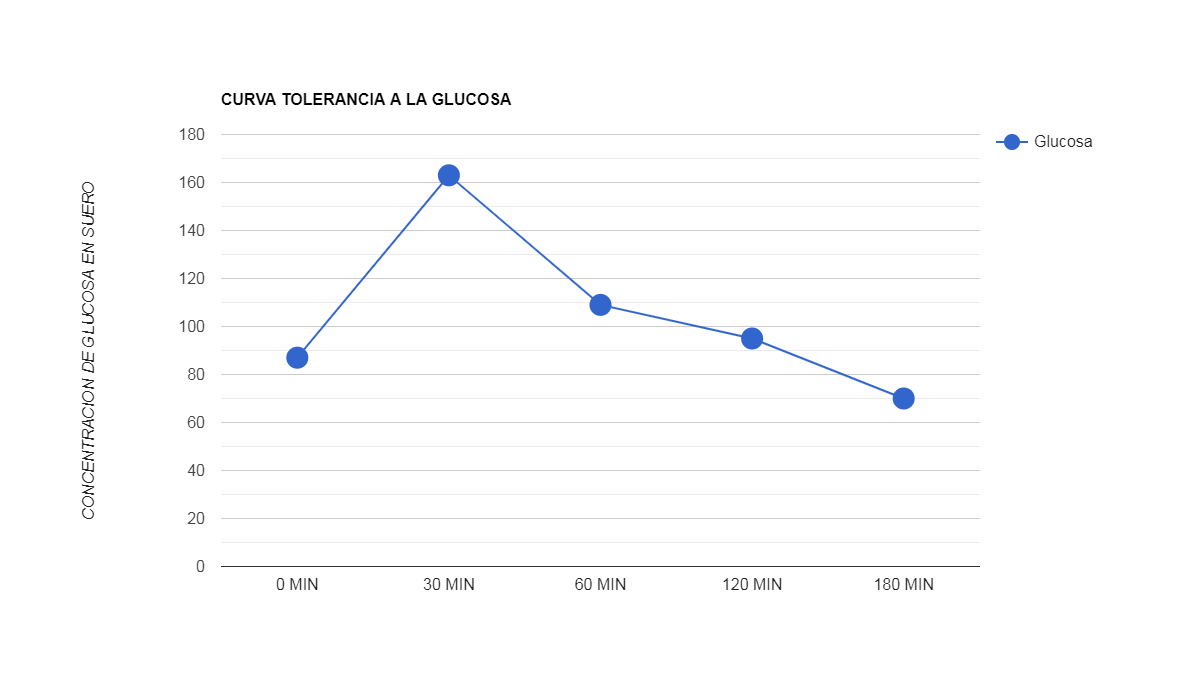 CURVA TOLERANCIA A LA GLUCOSA
Glucosa
CONCENTRACION DE GLUCOSA EN SUERO
180
160
140
120
100
80
60
40
20
0
0 MIN
30 MIN
60 MIN
120 MIN
180 MIN